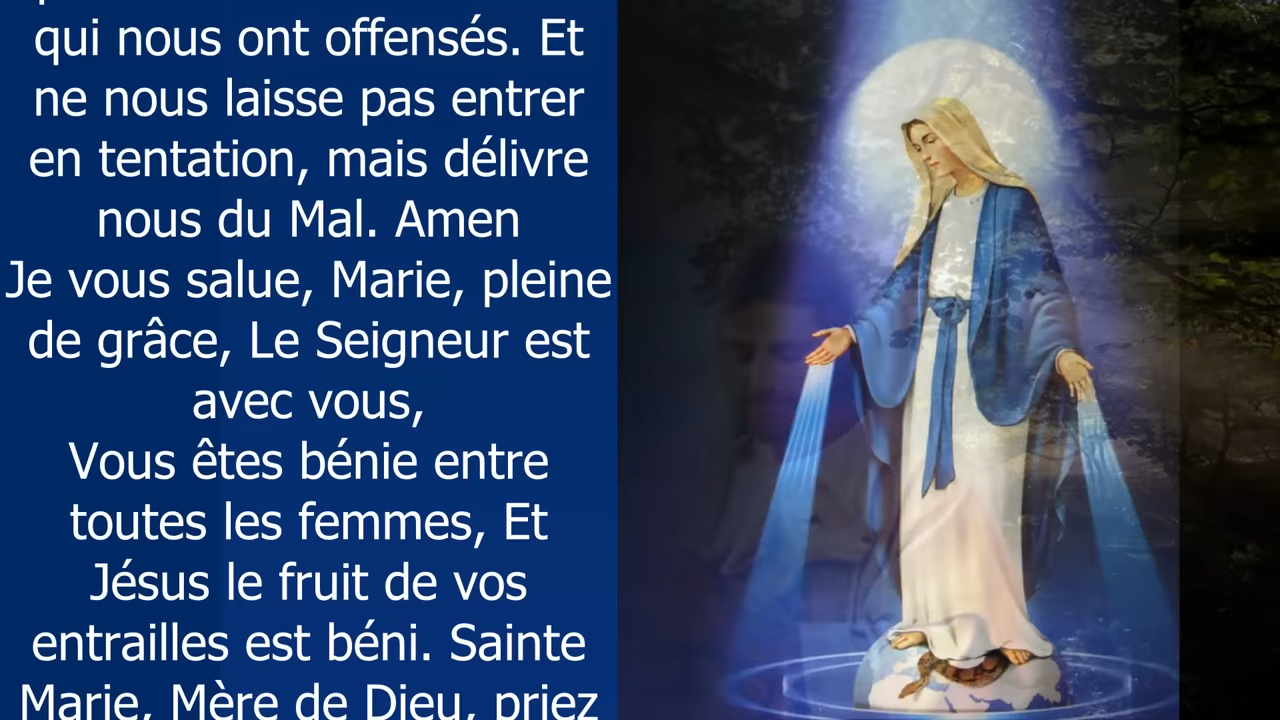 qui nous ont offensés. Et
ne nous laisse pas entrer
en tentation, mais délivre
nous du Mal. Amen
Je vous salue, Marie, pleine
de grâce, Le Seigneur est
avec vous,
Vous êtes bénie entre
toutes les femmes, Et
Jésus le fruit de vos
entrailles est béni. Sainte
Marie, Mère de Dieu, priez